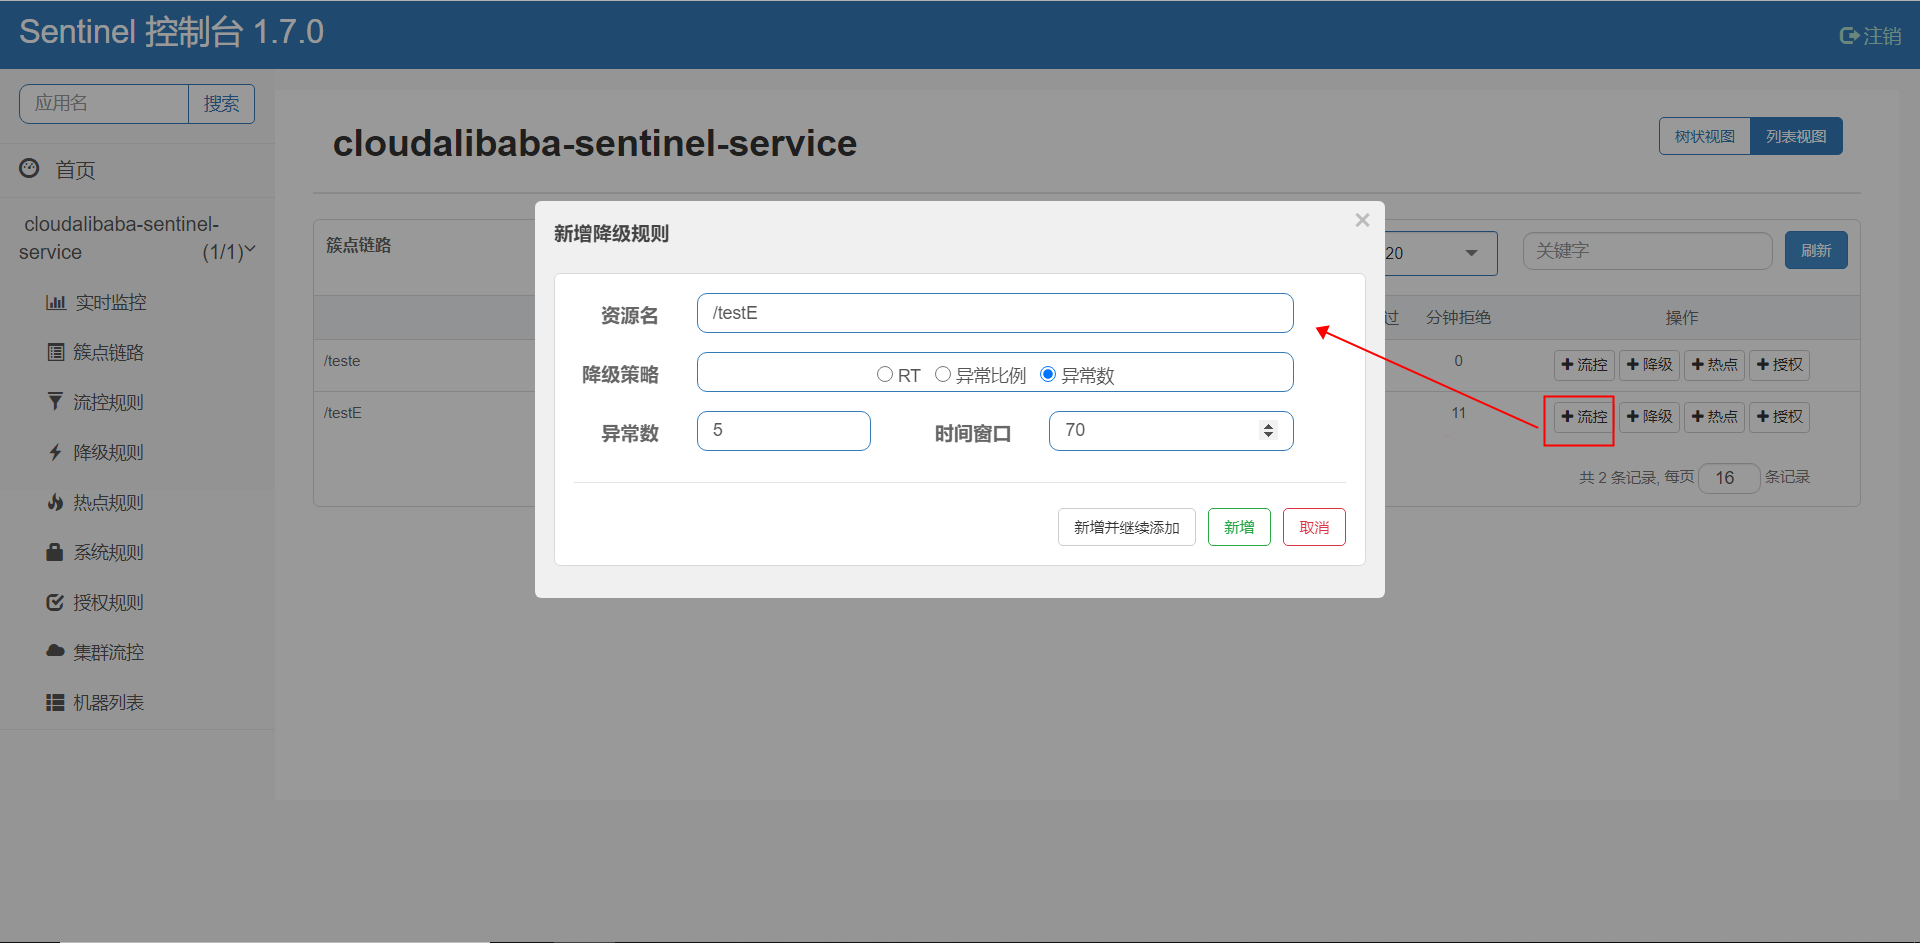 Sentinel 控制台 1.7.0
注销
应用名
搜索
首页
cloudalibaba-sentinel-
service (1/1)
实时监控
簇点链路
流控规则
降级规则
热点规则
系统规则
授权规则
集群流控
机器列表
cloudalibaba-sentinel-service
树状视图
列表视图
簇点链路
20
关键字
刷新
过 分钟拒绝 操作
/teste 0 流控 降级 热点 授权
/testE 11 流控 降级 热点 授权
共 2 条记录, 每页 16 条记录
新增降级规则
×
资源名 /testE
降级策略 RT 异常比例 异常数
异常数 5 时间窗口 70
新增并继续添加 新增 取消